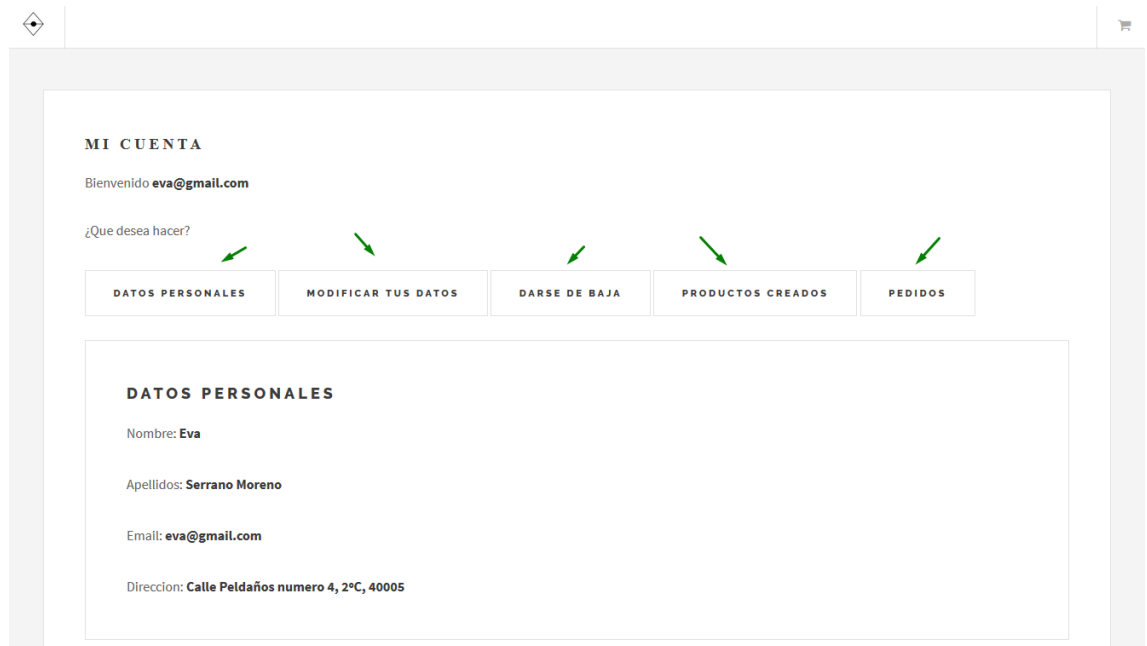 MI CUENTA
Bienvenido eva@gmail.com
¿Que desea hacer?
DATOS PERSONALES MODIFICAR TUS DATOS DARSE DE BAJA PRODUCTOS CREADOS PEDIDOS
DATOS PERSONALES
Nombre: Eva
Apellidos: Serrano Moreno
Email: eva@gmail.com
Direccion: Calle Peldaños numero 4, 2ºC, 40005